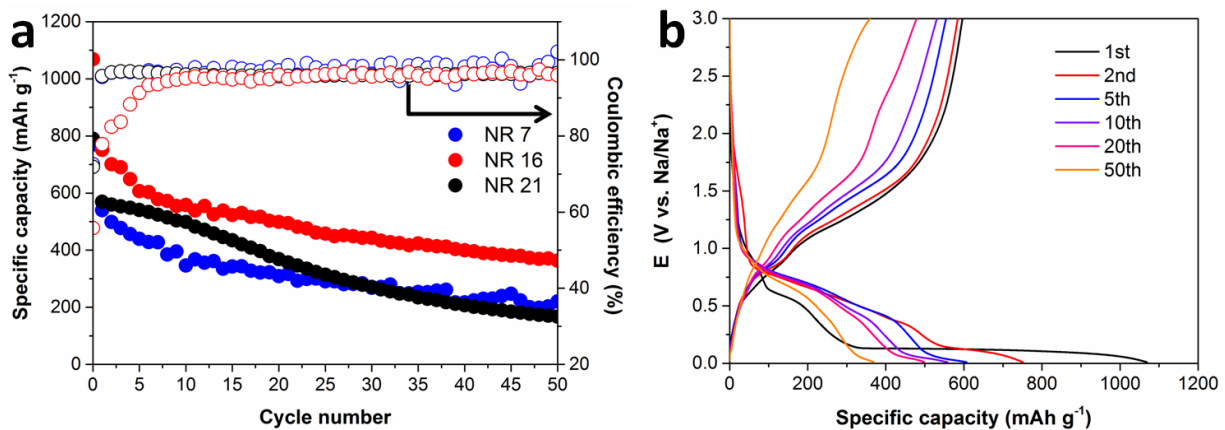 a
1200
1000
800
600
400
200
0
Specific capacity (mAh g⁻¹)
0 5 10 15 20 25 30 35 40 45 50
Cycle number
100
80
60
40
20
Coulombic efficiency (%)
NR 7
NR 16
NR 21
b
3.0
2.5
2.0
1.5
1.0
0.5
0.0
E (V vs. Na/Na⁺)
0 200 400 600 800 1000 1200
Specific capacity (mAh g⁻¹)
1st
2nd
5th
10th
20th
50th